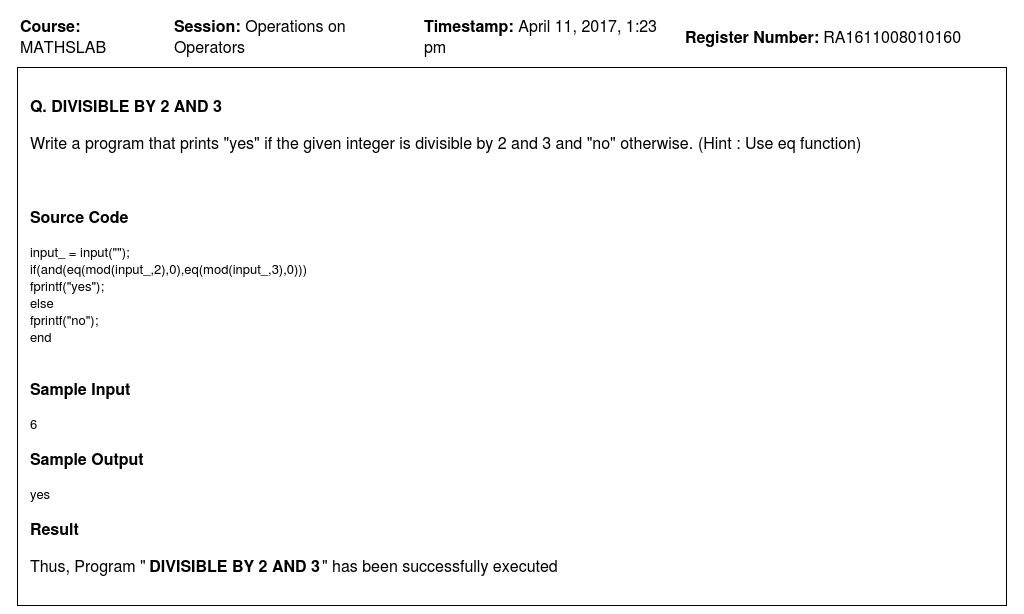 Course:
MATHSLAB
Session: Operations on
Operators
Timestamp: April 11, 2017, 1:23
pm
Register Number: RA1611008010160
Q. DIVISIBLE BY 2 AND 3
Write a program that prints "yes" if the given integer is divisible by 2 and 3 and "no" otherwise. (Hint : Use eq function)
Source Code
input_ = input("");
if(and(eq(mod(input_,2),0),eq(mod(input_,3),0)))
fprintf("yes");
else
fprintf("no");
end
Sample Input
6
Sample Output
yes
Result
Thus, Program " DIVISIBLE BY 2 AND 3" has been successfully executed